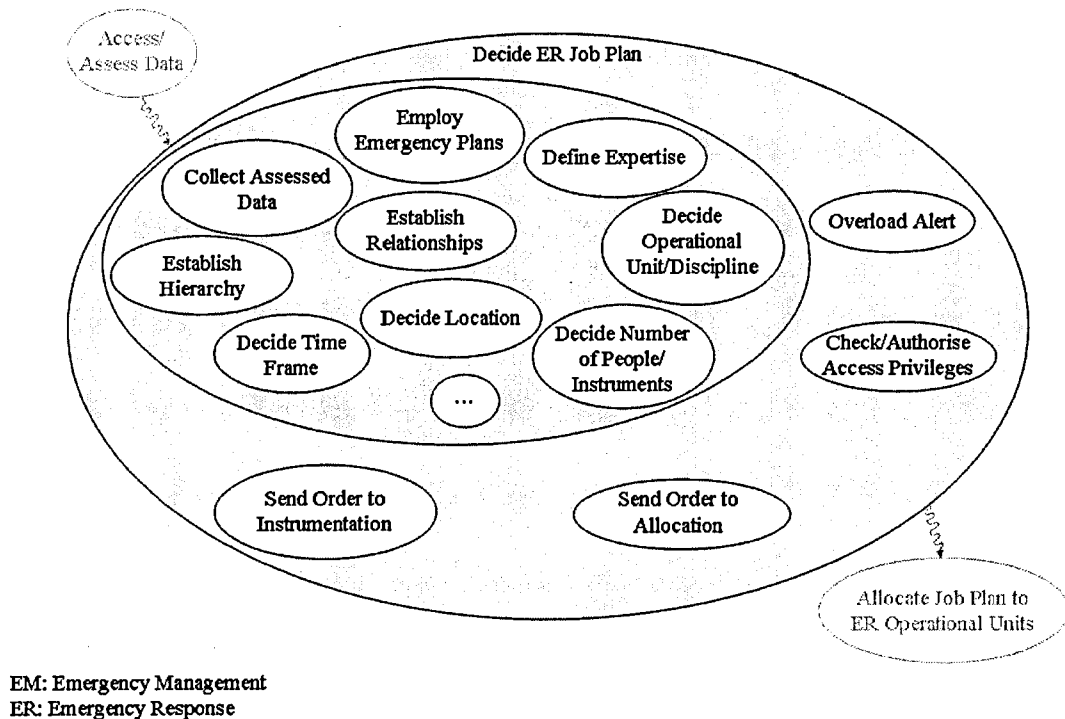 Access/
Assess Data
Decide ER Job Plan
Employ
Emergency Plans
Define Expertise
Collect Assessed
Data
Establish
Relationships
Decide
Operational
Unit/Discipline
Overload Alert
Establish
Hierarchy
Decide Location
Decide Time
Frame
Decide Number
of People/
Instruments
Check/Authorise
Access Privileges
...
Send Order to
Instrumentation
Send Order to
Allocation
Allocate Job Plan to
ER Operational Units
EM: Emergency Management
ER: Emergency Response